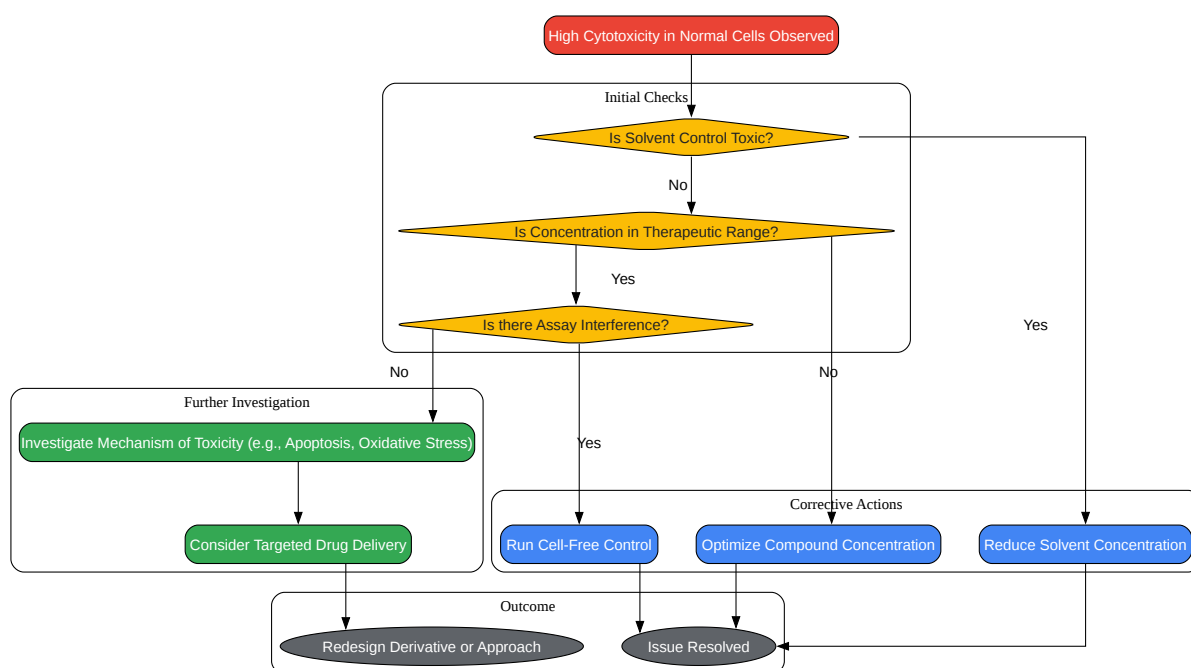 High Cytotoxicity in Normal Cells Observed
Initial Checks
Is Solvent Control Toxic?
No
Is Concentration in Therapeutic Range?
Yes
Is there Assay Interference?
Yes
No
No
Further Investigation
Investigate Mechanism of Toxicity (e.g., Apoptosis, Oxidative Stress)
Yes
Corrective Actions
Consider Targeted Drug Delivery
Run Cell-Free Control
Optimize Compound Concentration
Reduce Solvent Concentration
Outcome
Redesign Derivative or Approach
Issue Resolved